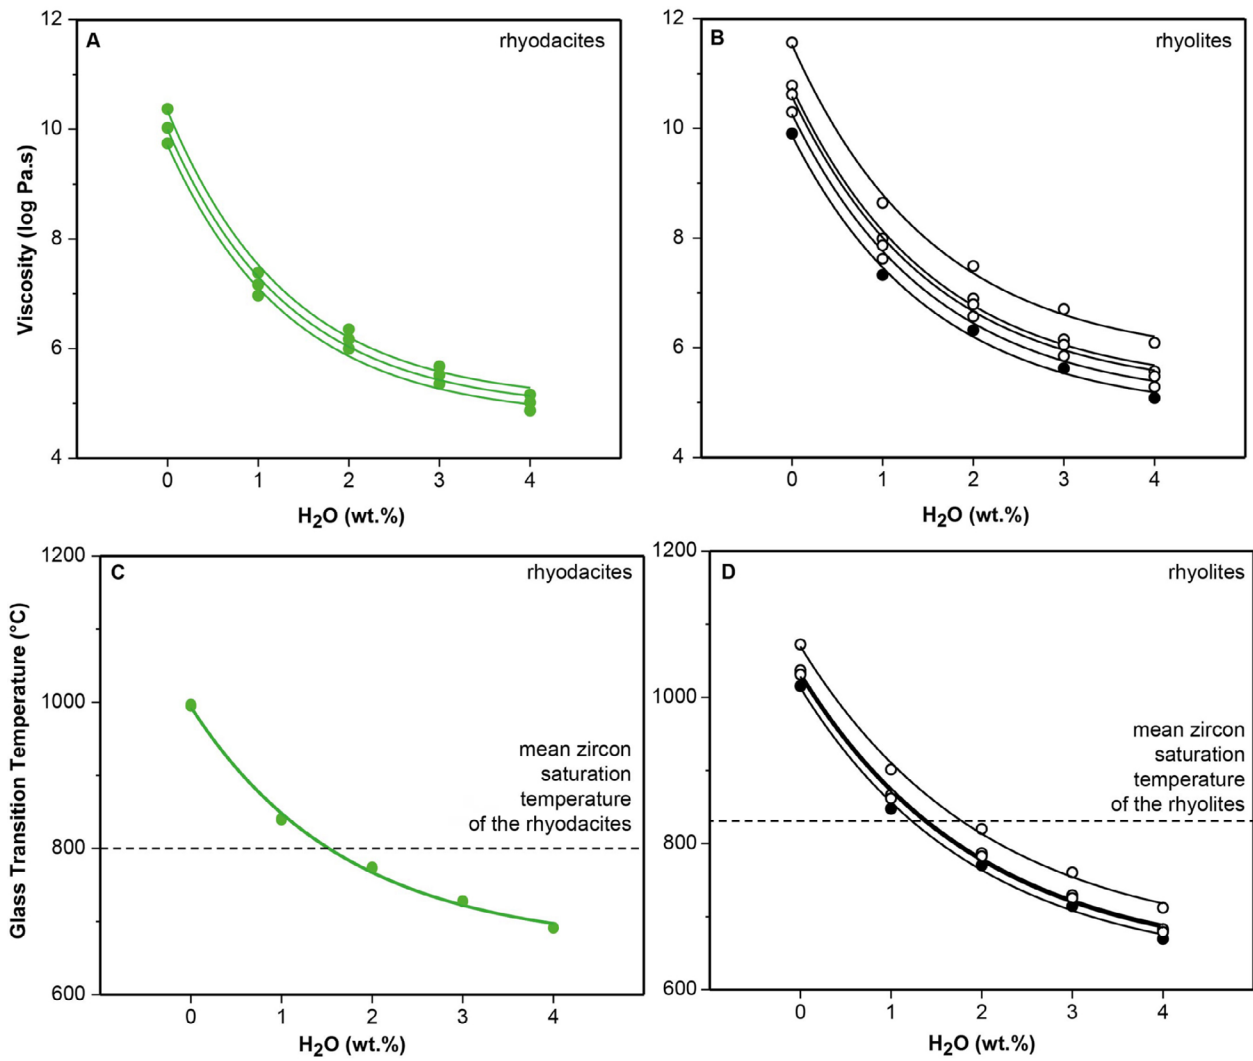 A
rhyodacites
12
10
8
6
4
Viscosity (log Pa.s)
0 1 2 3 4
H₂O (wt.%)
B
rhyolites
12
10
8
6
4
0 1 2 3 4
H₂O (wt.%)
C
rhyodacites
1200
1000
800
600
Glass Transition Temperature (°C)
mean zircon
saturation
temperature
of the rhyodacites
0 1 2 3 4
H₂O (wt.%)
D
rhyolites
1200
1000
800
600
mean zircon
saturation
temperature
of the rhyolites
0 1 2 3 4
H₂O (wt.%)